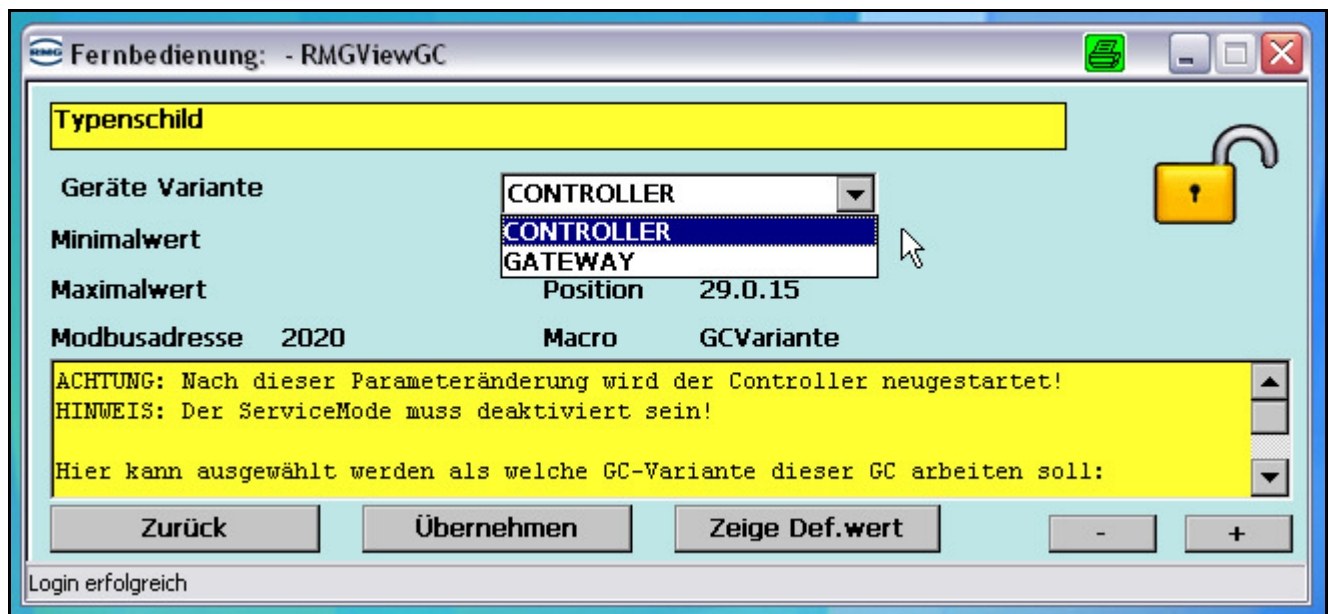 RMG Fernbedienung: - RMGViewGC
Typenschild
Geräte Variante CONTROLLER
CONTROLLER
Minimalwert
GATEWAY
Maximalwert Position 29.0.15
Modbusadresse 2020 Macro GCVariante
ACHTUNG: Nach dieser Parameteränderung wird der Controller neugestartet!
HINWEIS: Der ServiceMode muss deaktiviert sein!
Hier kann ausgewählt werden als welche GC-Variante dieser GC arbeiten soll:
Zurück Übernehmen Zeige Def.wert - +
Login erfolgreich